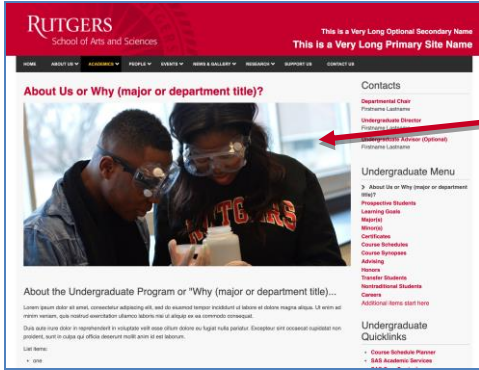 RUTGERS
School of Arts and Sciences
This is a Very Long Optional Secondary Name
This is a Very Long Primary Site Name
HOME ABOUT US ACADEMICS PEOPLE EVENTS NEWS & GALLERY RESEARCH SUPPORT US CONTACT US
About Us or Why (major or department title)?
RUTGERS
About the Undergraduate Program or "Why (major or department title)...
Lorem ipsum dolor sit amet, consectetur adipiscing elit, sed do eiusmod tempor incididunt ut labore et dolore magna aliqua. Ut enim ad
minim veniam, quis nostrud exercitation ullamco laboris nisi ut aliquip ex ea commodo consequat.
Duis aute irure dolor in reprehenderit in voluptate velit esse cillum dolore eu fugiat nulla pariatur. Excepteur sint occaecat cupidatat non
proident, sunt in culpa qui officia deserunt mollit anim id est laborum.
List items:
• one
Contacts
Departmental Chair
Firstname Lastname
Undergraduate Director
Undergraduate Advisor (Optional)
Firstname Lastname
Undergraduate Menu
About Us or Why (major or department
title)?
Prospective Students
Learning Goals
Major(s)
Minor(s)
Certificates
Course Schedules
Course Synopses
Advising
Honors
Transfer Students
Nontraditional Students
Careers
Additional items start here
Undergraduate
Quicklinks
• Course Schedule Planner
• SAS Academic Services